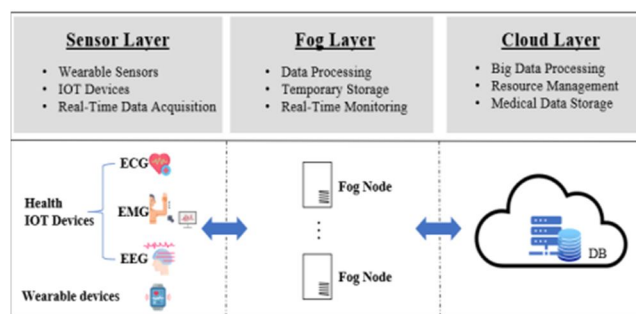 Sensor Layer
• Wearable Sensors
• IOT Devices
• Real-Time Data Acquisition
Fog Layer
• Data Processing
• Temporary Storage
• Real-Time Monitoring
Cloud Layer
• Big Data Processing
• Resource Management
• Medical Data Storage
Health
IOT Devices
ECG
EMG
EEG
Wearable devices
Fog Node
Fog Node
DB